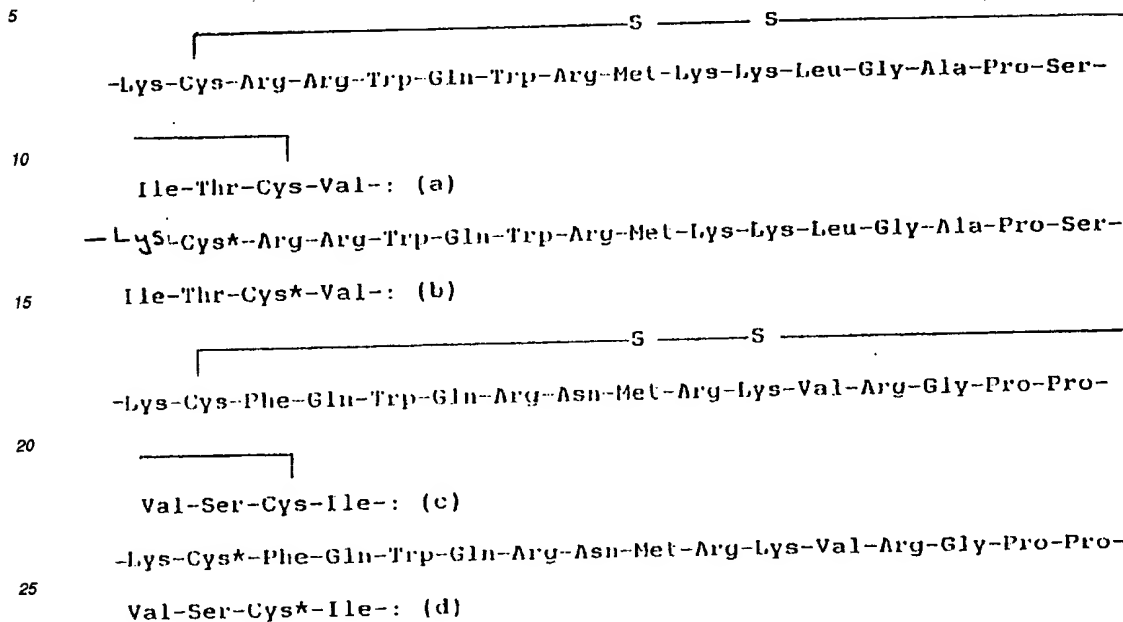 5
S S
-Lys-Cys-Arg-Arg-Trp-Gln-Trp-Arg-Met-Lys-Lys-Leu-Gly-Ala-Pro-Ser-
10
Ile-Thr-Cys-Val-: (a)
-Lys-Cys*-Arg-Arg-Trp-Gln-Trp-Arg-Met-Lys-Lys-Leu-Gly-Ala-Pro-Ser-
15
Ile-Thr-Cys*-Val-: (b)
S S
-Lys-Cys-Phe-Gln-Trp-Gln-Arg-Asn-Met-Arg-Lys-Val-Arg-Gly-Pro-Pro-
20
Val-Ser-Cys-Ile-: (c)
-Lys-Cys*-Phe-Gln-Trp-Gln-Arg-Asn-Met-Arg-Lys-Val-Arg-Gly-Pro-Pro-
25
Val-Ser-Cys*-Ile-: (d)